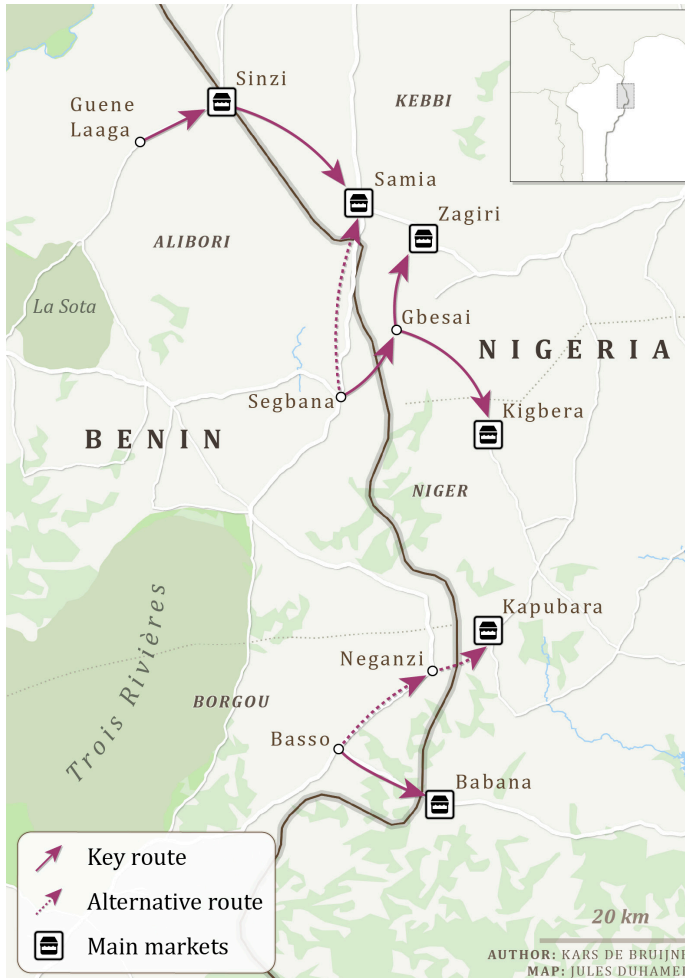 Sinzi
Guene
Laaga
KEBBI
Samia
Zagiri
ALIBORI
La Sota
Gbesai
NIGERIA
Segbana
Kigbera
BENIN
NIGER
Kapubara
Trois Rivières
Neganzi
BORGOU
Basso
Babana
Key route
Alternative route
Main markets
20 km
AUTHOR: KARS DE BRUIJNE
MAP: JULES DUHAMEL